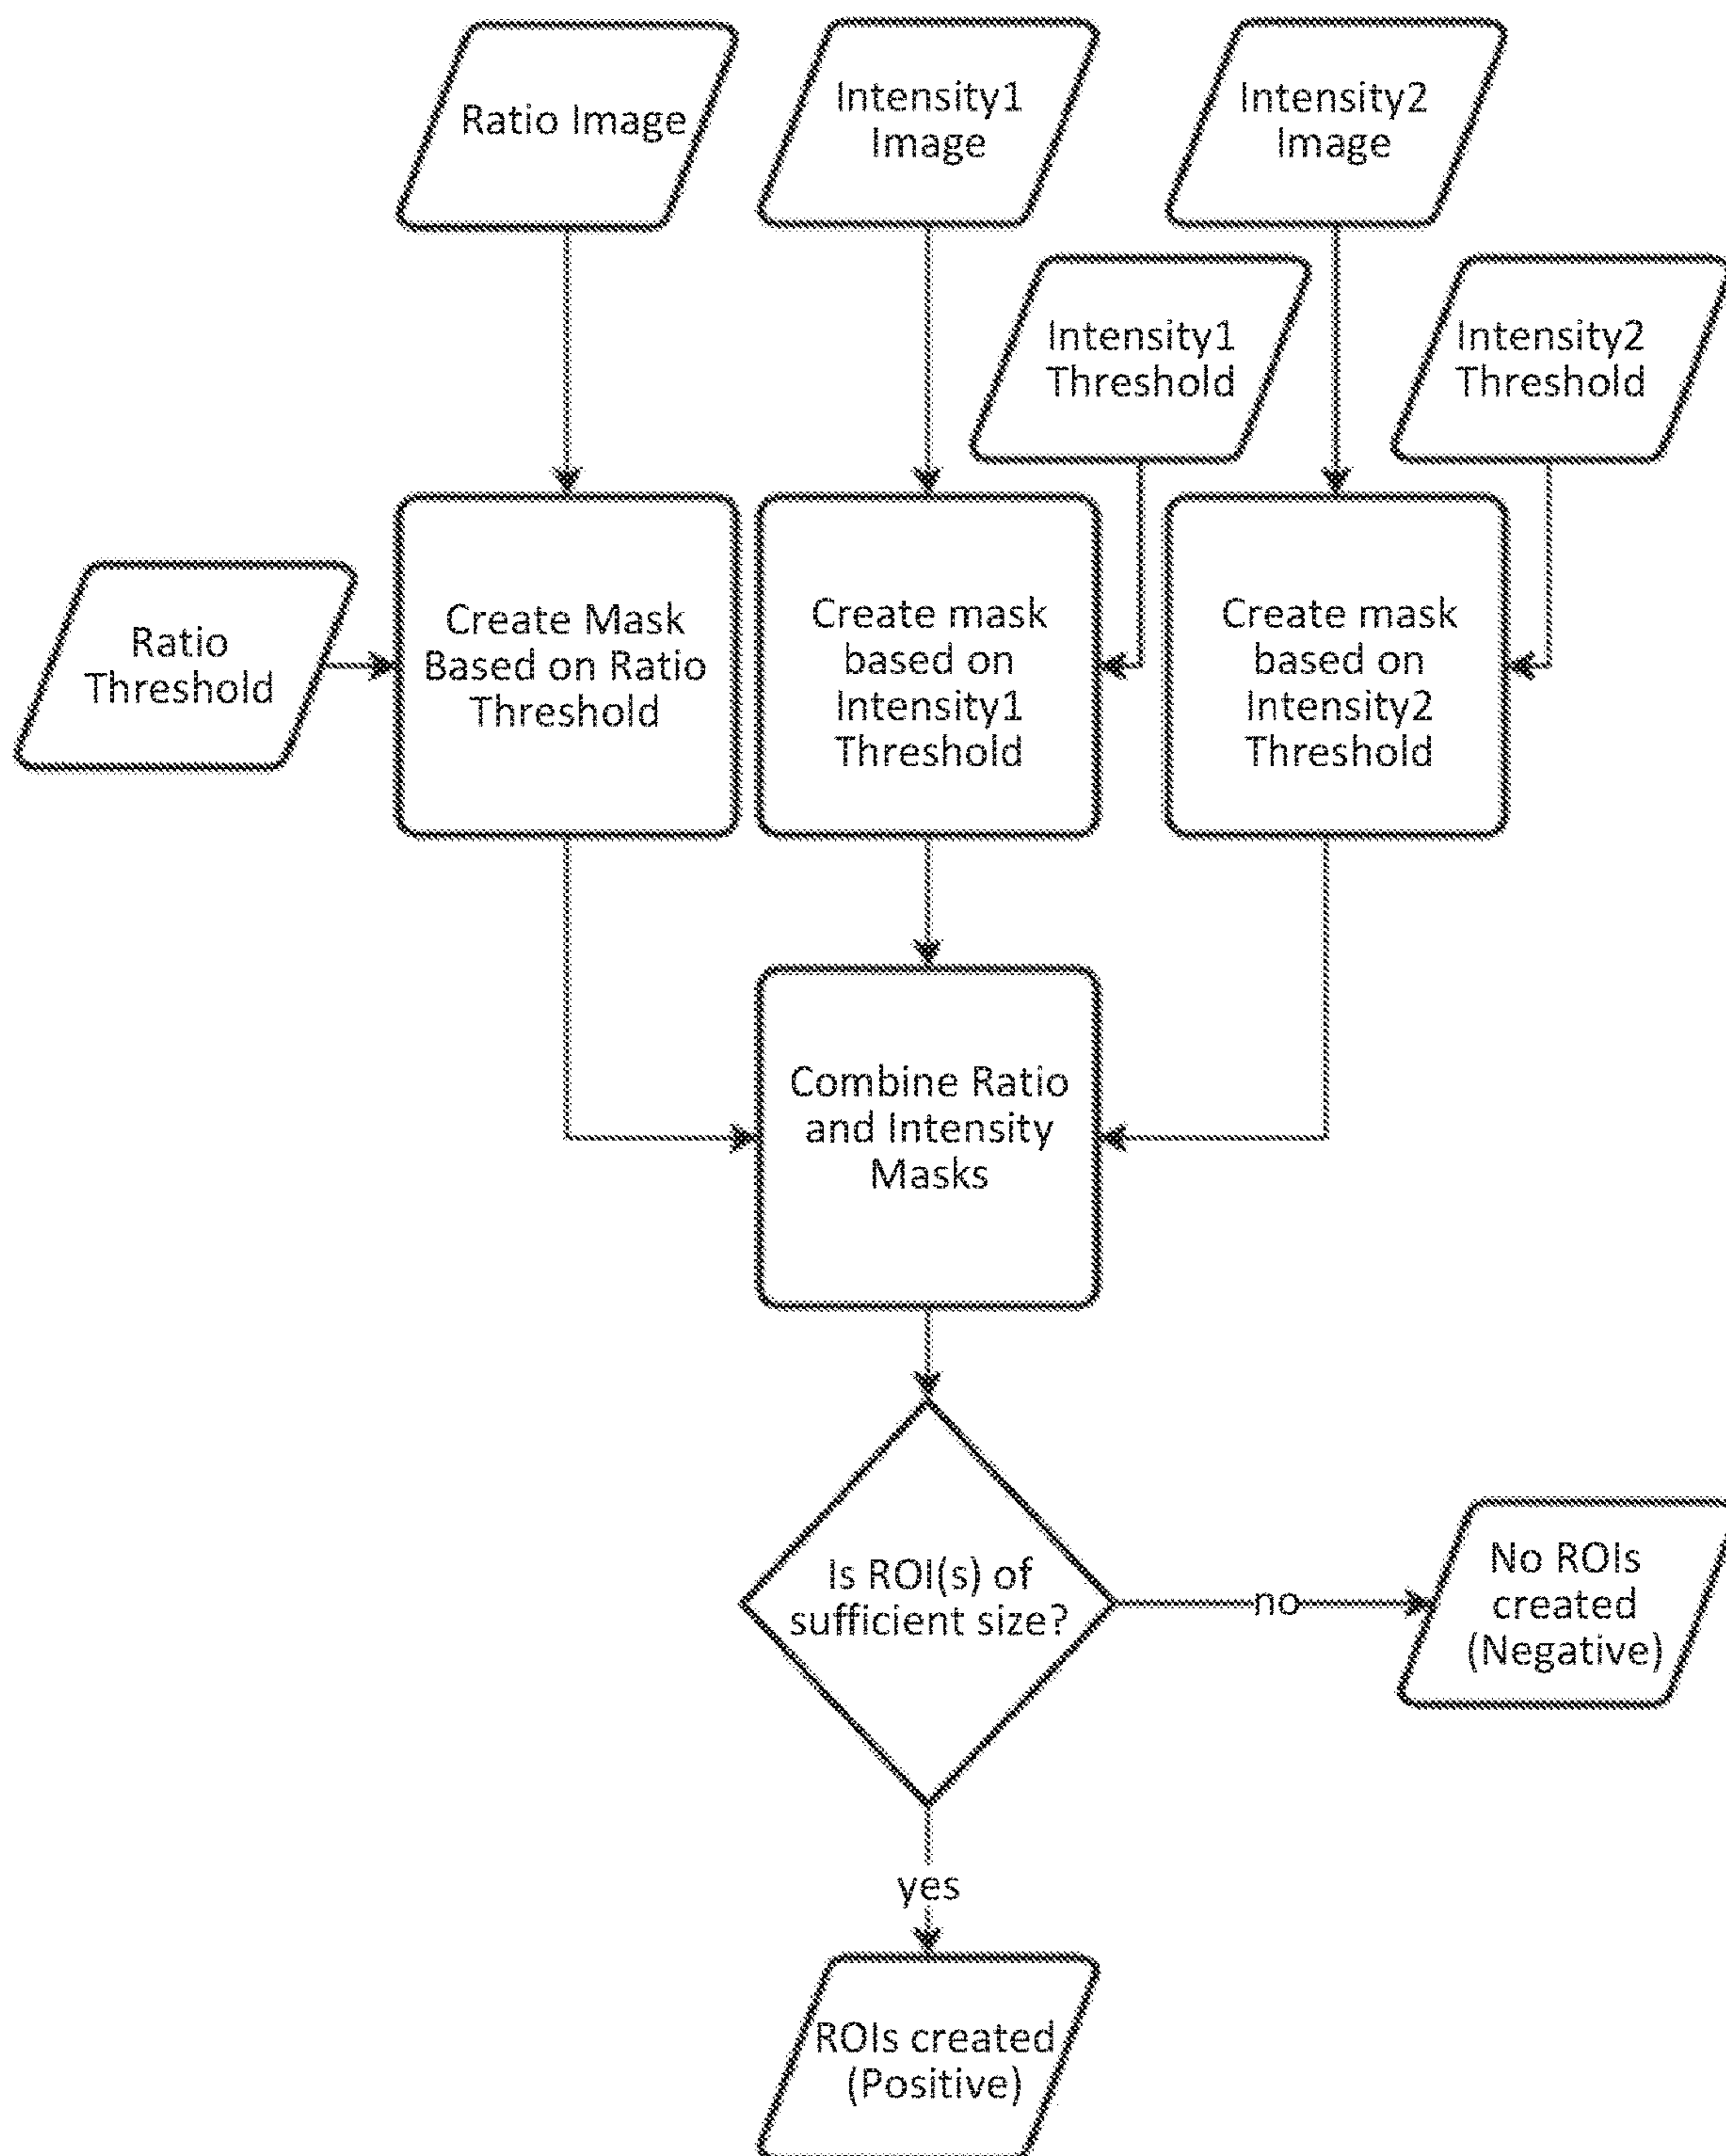 Ratio Image
Intensity1
Image
Intensity2
Image
Intensity1
Threshold
Intensity2
Threshold
Ratio
Threshold
Create Mask
Based on Ratio
Threshold
Create mask
based on
Intensity1
Threshold
Create mask
based on
Intensity2
Threshold
Combine Ratio
and Intensity
Masks
Is ROI(s) of
sufficient size?
no
No ROIs
created
(Negative)
yes
ROIs created
(Positive)